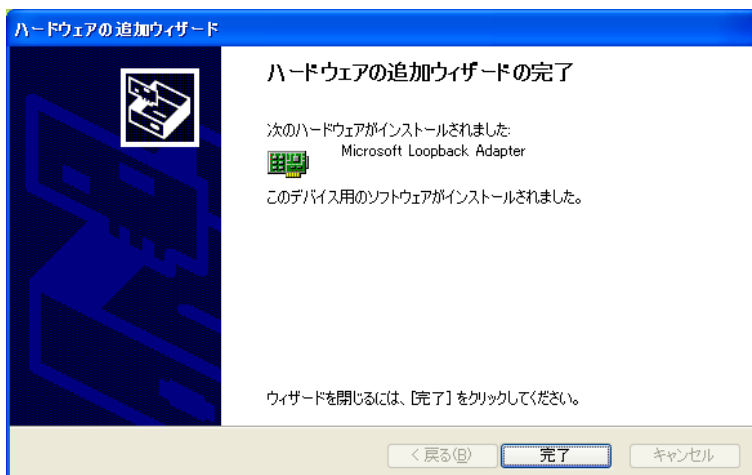 ハードウェアの追加ウィザード
ハードウェアの追加ウィザードの完了
次のハードウェアがインストールされました:
Microsoft Loopback Adapter
このデバイス用のソフトウェアがインストールされました。
ウィザードを閉じるには、[完了] をクリックしてください。
< 戻る(B) 完了 キャンセル